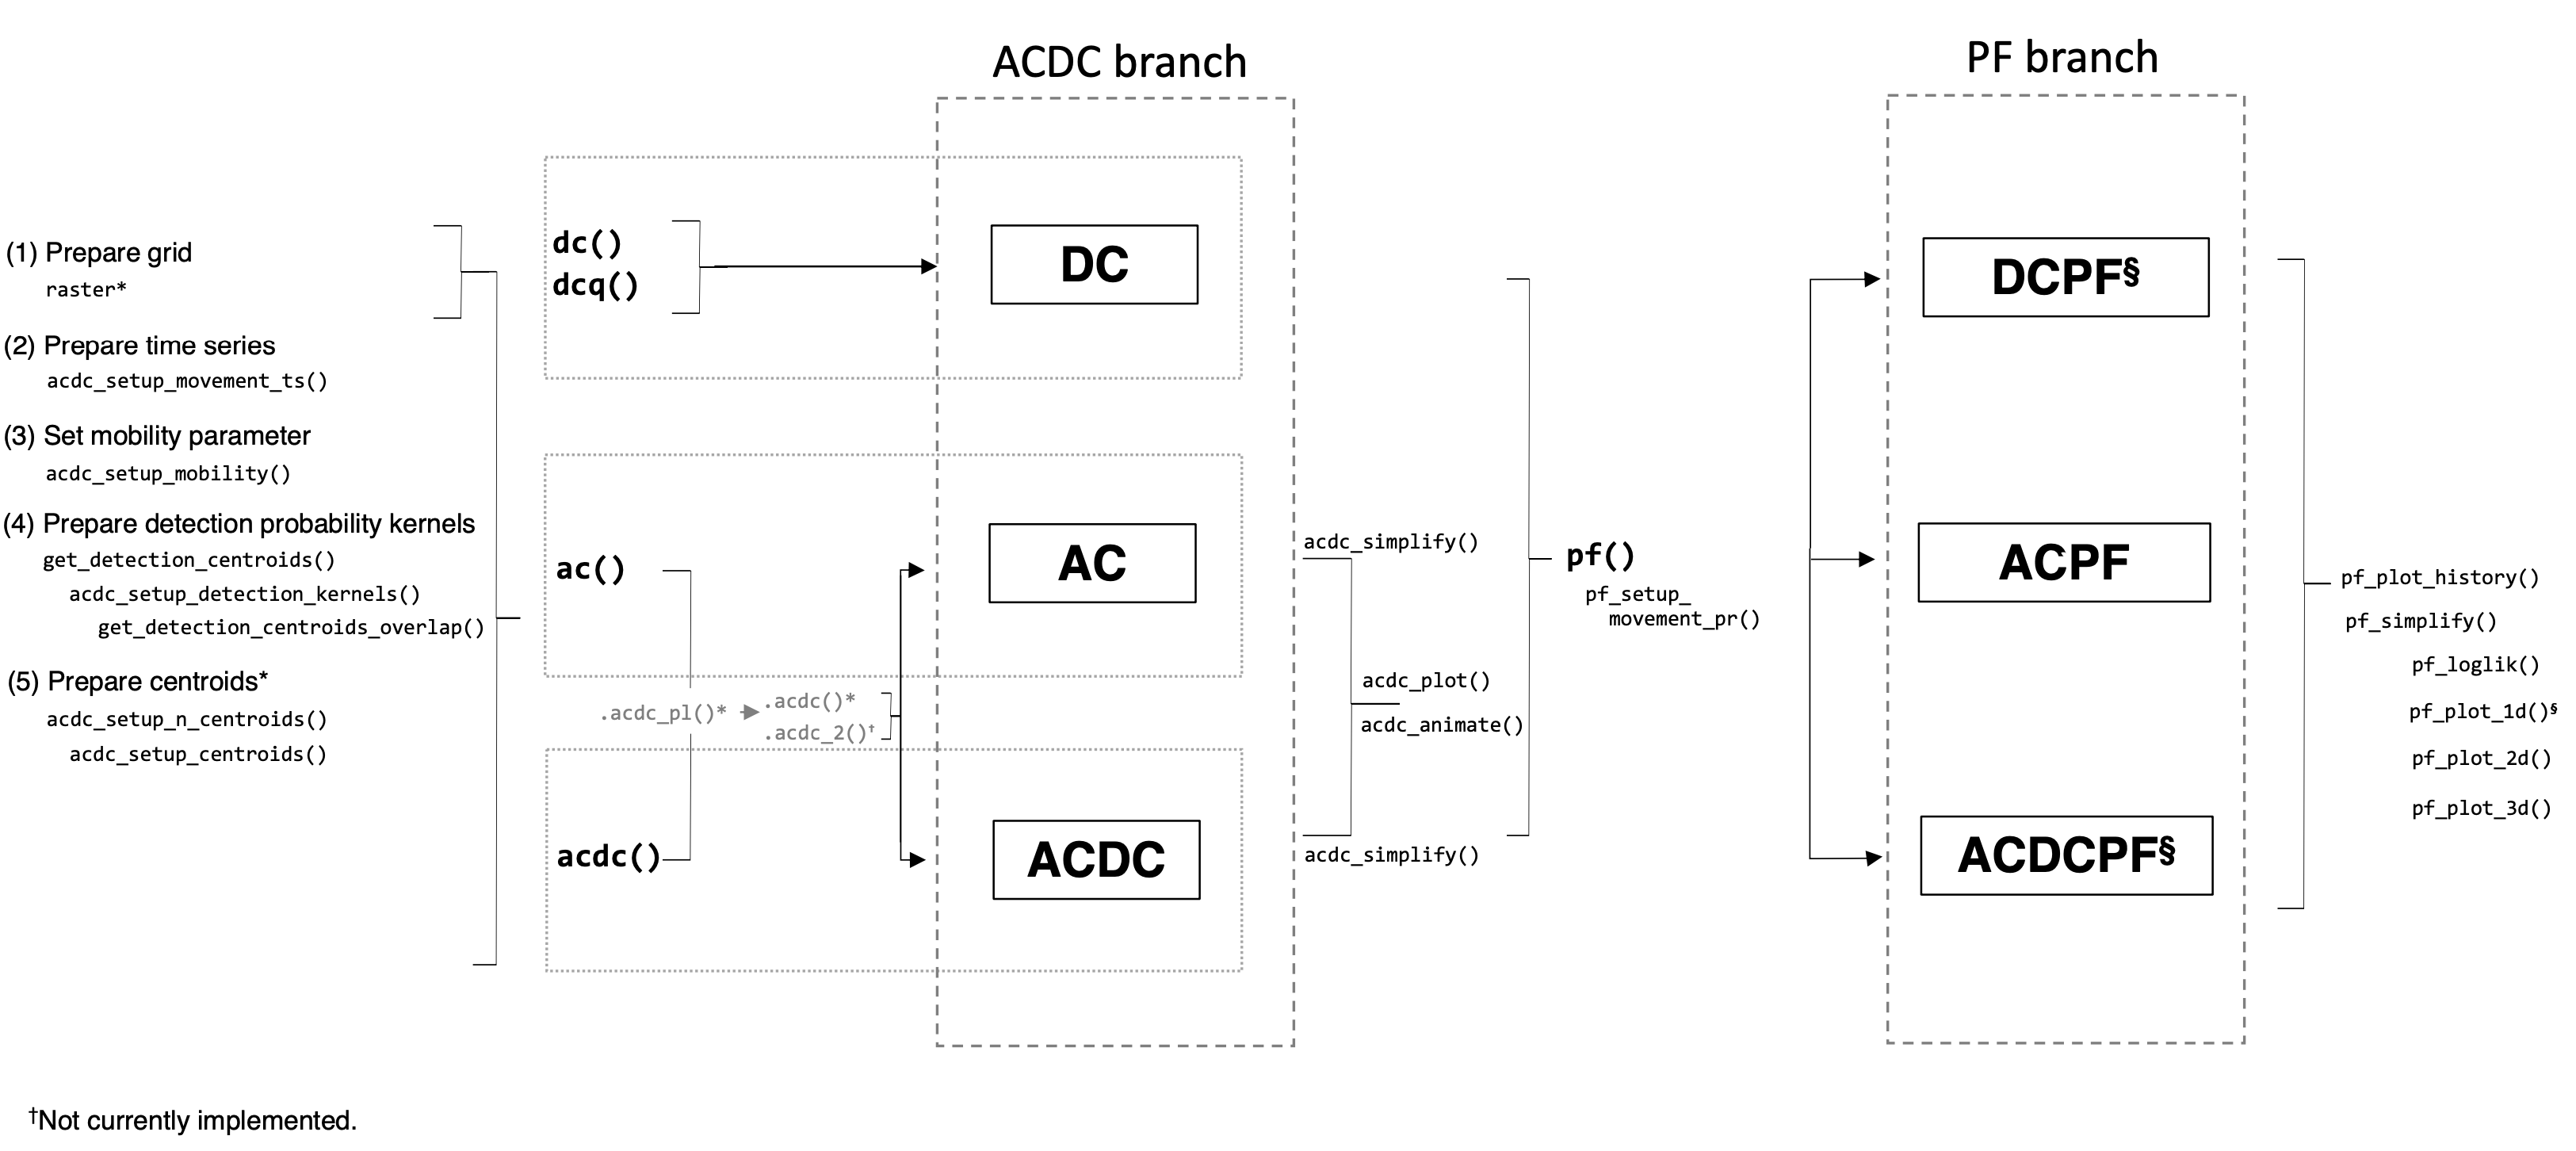 ACDC branch
PF branch
(1) Prepare grid
raster*
(2) Prepare time series
acdc_setup_movement_ts()
(3) Set mobility parameter
acdc_setup_mobility()
(4) Prepare detection probability kernels
get_detection_centroids()
acdc_setup_detection_kernels()
get_detection_centroids_overlap()
(5) Prepare centroids*
acdc_setup_n_centroids()
acdc_setup_centroids()
dc()
dcq()
DC
ac()
AC
.acdc_pl()*
.acdc()*
.acdc_2()†
acdc()
ACDC
acdc_simplify()
acdc_plot()
acdc_animate()
acdc_simplify()
pf()
pf_setup_
movement_pr()
DCPF§
ACPF
ACDCPF§
pf_plot_history()
pf_simplify()
pf_loglik()
pf_plot_1d()§
pf_plot_2d()
pf_plot_3d()
†Not currently implemented.